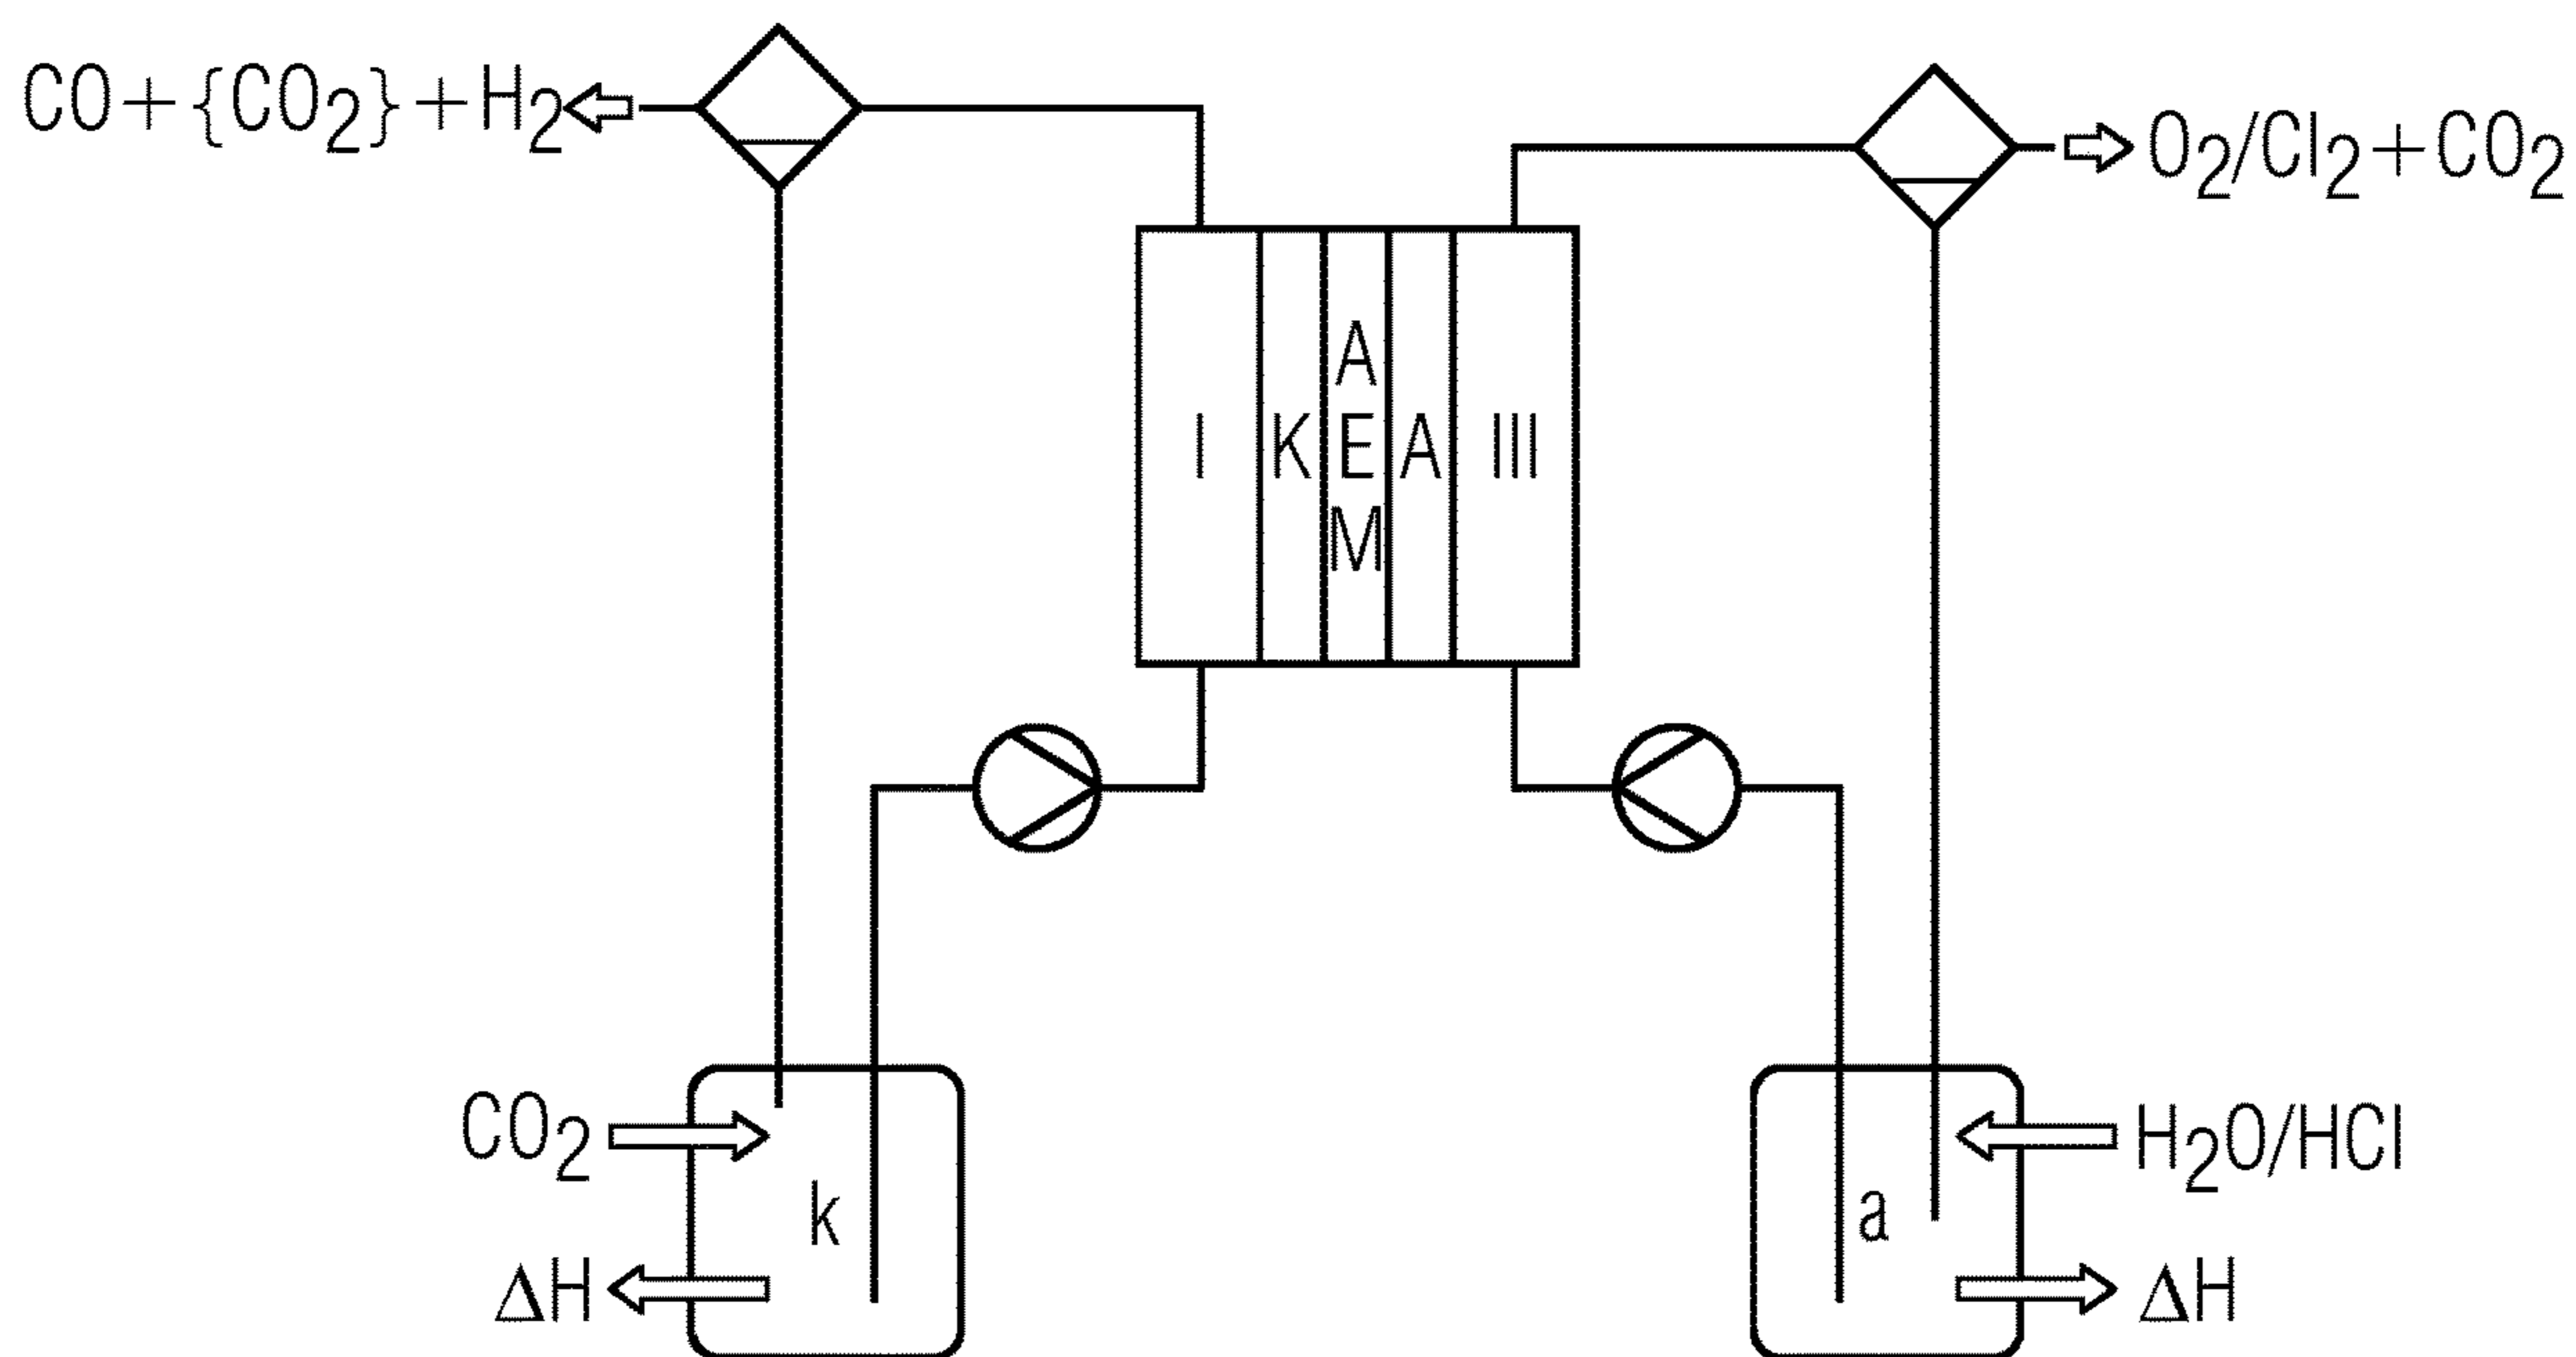 CO+{CO₂}+H₂
O₂/Cl₂+CO₂
I
K
A
E
M
A
III
CO₂
k
ΔH
a
H₂O/HCl
ΔH